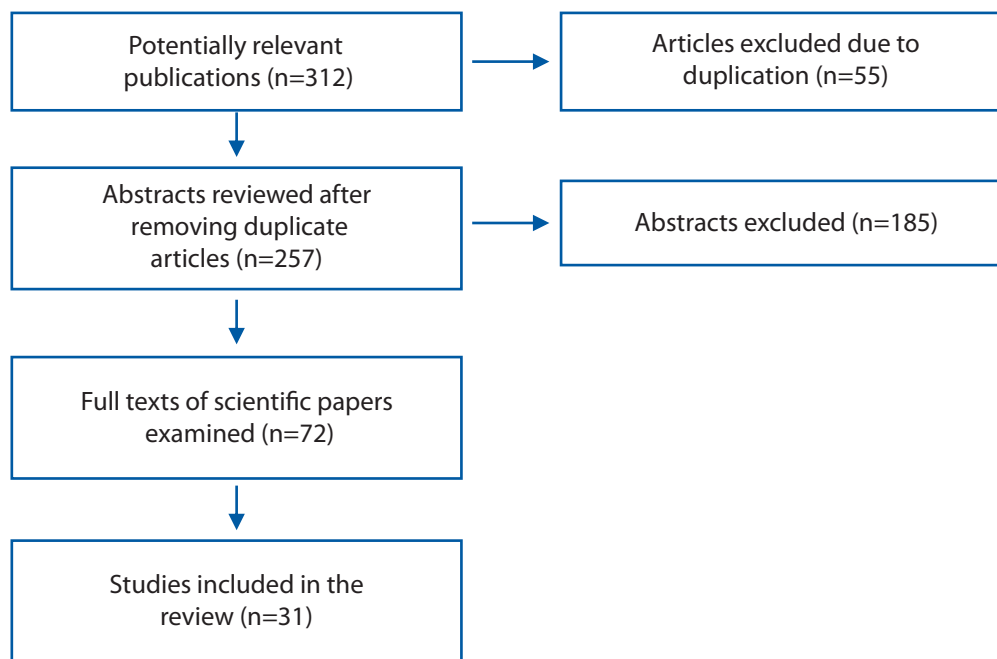 Potentially relevant
publications (n=312)
Articles excluded due to
duplication (n=55)
Abstracts reviewed after
removing duplicate
articles (n=257)
Abstracts excluded (n=185)
Full texts of scientific papers
examined (n=72)
Studies included in the
review (n=31)